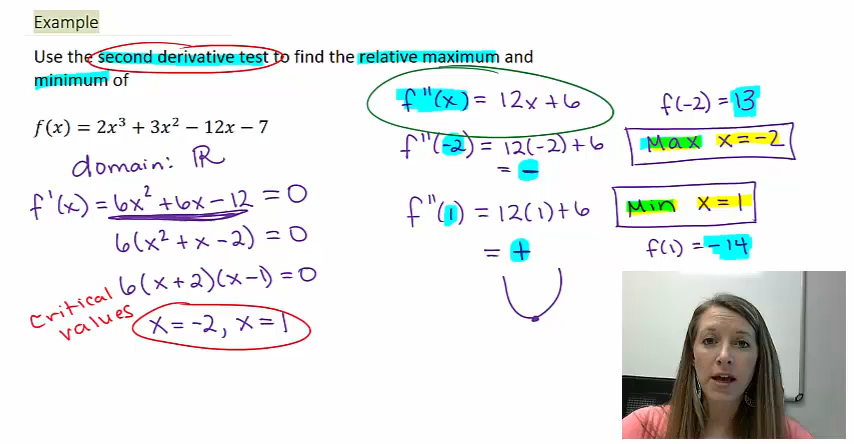 Example
Use the second derivative test to find the relative maximum and
minimum of
f(x) = 2x³ + 3x² − 12x − 7
domain: ℝ
f'(x) = 6x² + 6x − 12 = 0
6(x² + x − 2) = 0
6(x + 2)(x − 1) = 0
critical values
x = −2, x = 1
f''(x) = 12x + 6
f''(−2) = 12(−2) + 6
= −
f''(1) = 12(1) + 6
= +
f(−2) = 13
Max x = −2
Min x = 1
f(1) = −14